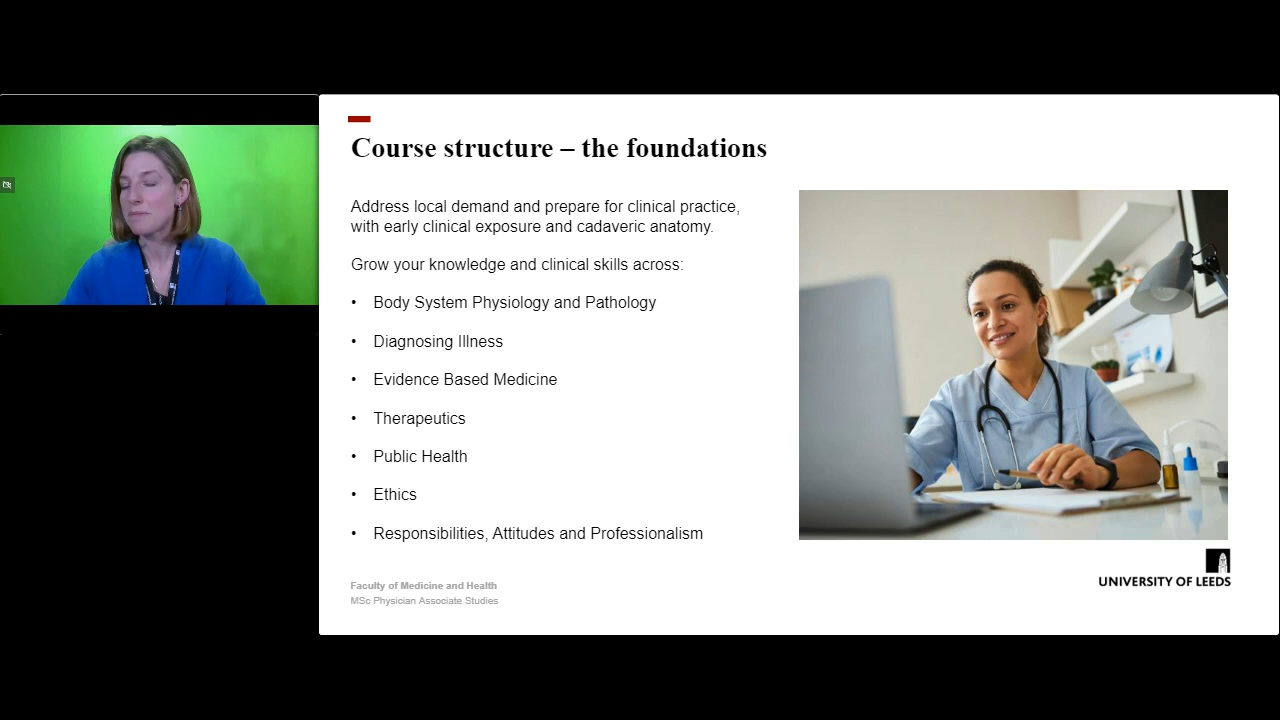 Course structure – the foundations
Address local demand and prepare for clinical practice,
with early clinical exposure and cadaveric anatomy.
Grow your knowledge and clinical skills across:
• Body System Physiology and Pathology
• Diagnosing Illness
• Evidence Based Medicine
• Therapeutics
• Public Health
• Ethics
• Responsibilities, Attitudes and Professionalism
Faculty of Medicine and Health
MSc Physician Associate Studies
UNIVERSITY OF LEEDS